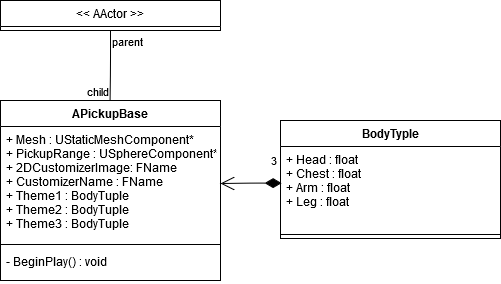 << AActor >>
parent
child
APickupBase
+ Mesh : UStaticMeshComponent*
+ PickupRange : USphereComponent*
+ 2DCustomizerImage: FName
+ CustomizerName : FName
+ Theme1 : BodyTuple
+ Theme2 : BodyTuple
+ Theme3 : BodyTuple
- BeginPlay() : void
3
BodyTyple
+ Head : float
+ Chest : float
+ Arm : float
+ Leg : float